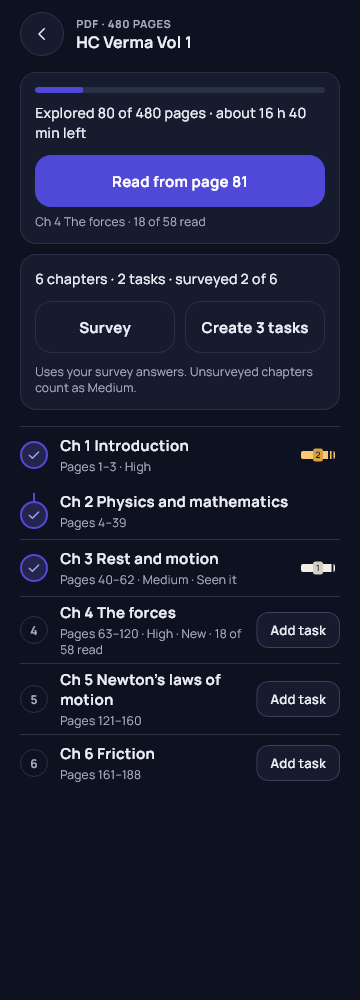 PDF · 480 PAGES
HC Verma Vol 1
Explored 80 of 480 pages · about 16 h 40
min left
Read from page 81
Ch 4 The forces · 18 of 58 read
6 chapters · 2 tasks · surveyed 2 of 6
Survey
Create 3 tasks
Uses your survey answers. Unsurveyed chapters
count as Medium.
Ch 1 Introduction
Pages 1–3 · High
2
Ch 2 Physics and mathematics
Pages 4–39
Ch 3 Rest and motion
Pages 40–62 · Medium · Seen it
1
4
Ch 4 The forces
Pages 63–120 · High · New · 18 of
58 read
Add task
5
Ch 5 Newton's laws of
motion
Pages 121–160
Add task
6
Ch 6 Friction
Pages 161–188
Add task